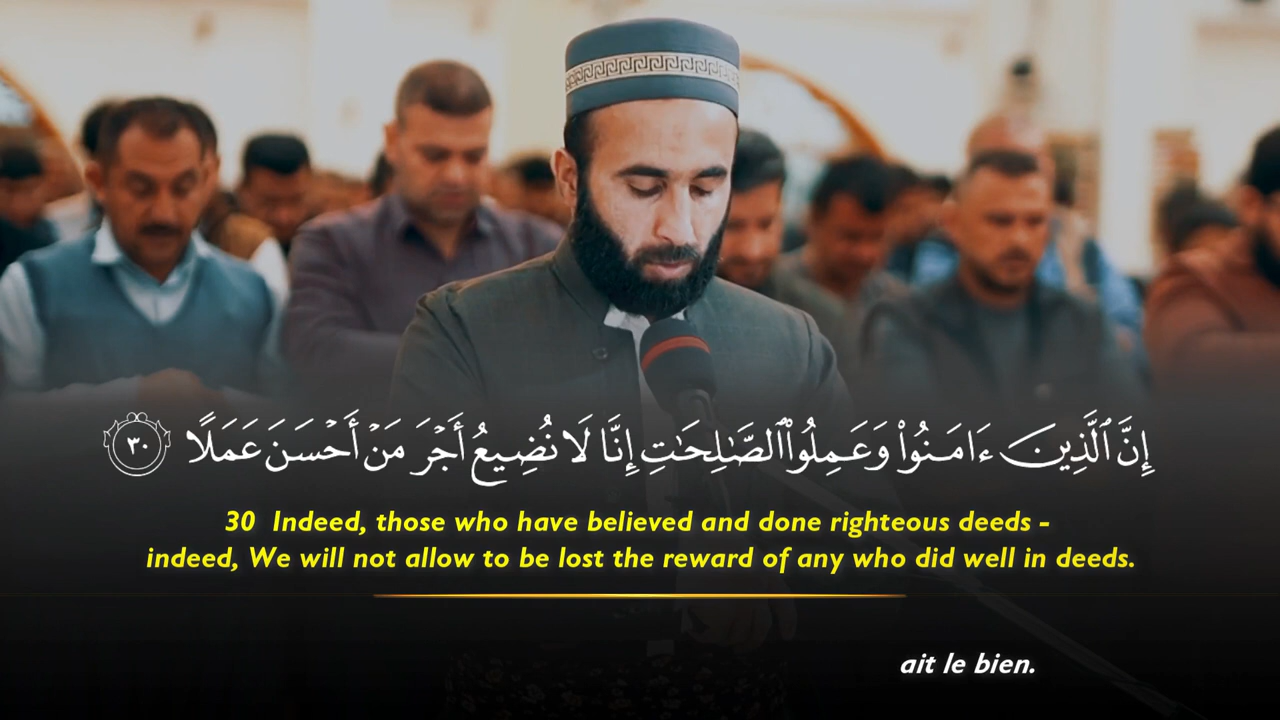 إِنَّ ٱلَّذِينَ ءَامَنُوا۟ وَعَمِلُوا۟ ٱلصَّـٰلِحَـٰتِ إِنَّا لَا نُضِيعُ أَجْرَ مَنْ أَحْسَنَ عَمَلًا ٣٠
30 Indeed, those who have believed and done righteous deeds -
indeed, We will not allow to be lost the reward of any who did well in deeds.
ait le bien.